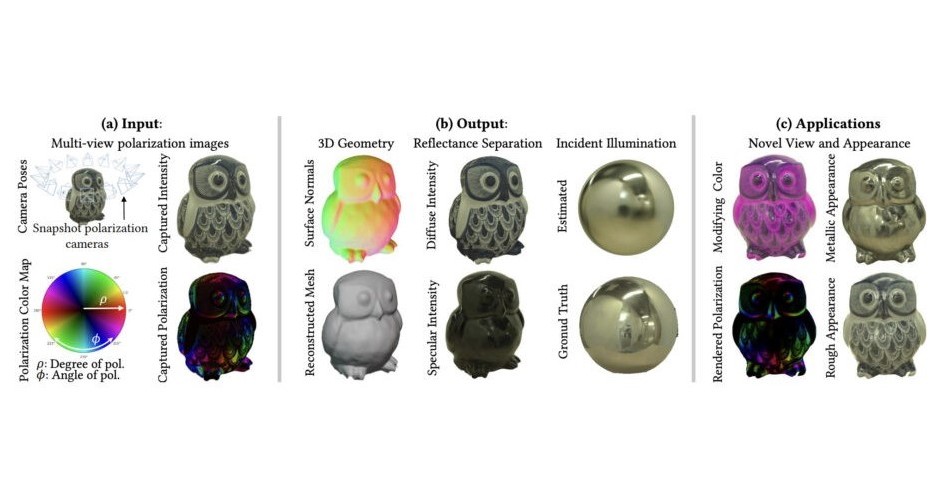 (a) Input:
Multi-view polarization images
Camera Poses
Snapshot polarization
cameras
Captured Intensity
Polarization Color Map
ρ
ϕ
ρ: Degree of pol.
ϕ: Angle of pol.
Captured Polarization
(b) Output:
3D Geometry
Reflectance Separation
Incident Illumination
Surface Normals
Diffuse Intensity
Estimated
Reconstructed Mesh
Specular Intensity
Ground Truth
(c) Applications
Novel View and Appearance
Modifying Color
Metallic Appearance
Rendered Polarization
Rough Appearance